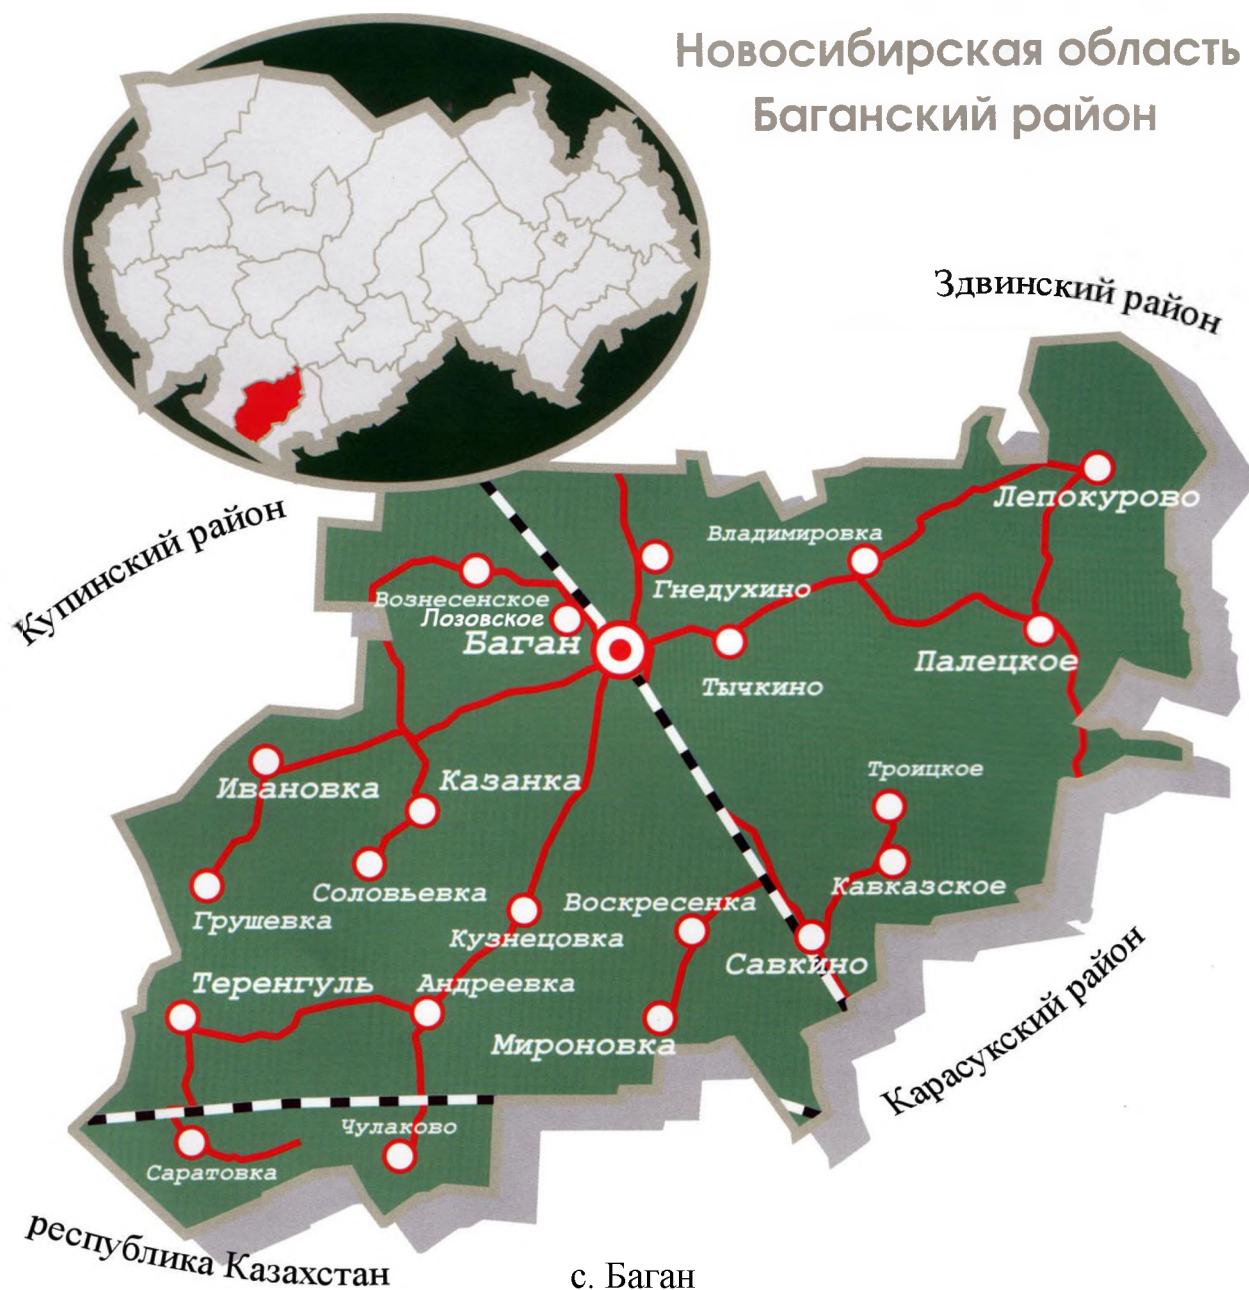 Новосибирская область
Баганский район
Здвинский район
Лепокурово
Купинский район
Владимировка
Гнедухино
Вознесенское
Лозовское
Баган
Палецкое
Тычкино
Троицкое
Ивановка
Казанка
Кавказское
Соловьевка
Воскресенка
Грушевка
Кузнецовка
Савкино
Теренгуль
Андреевка
Мироновка
Карасукский район
Чулаково
Саратовка
республика Казахстан
с. Баган